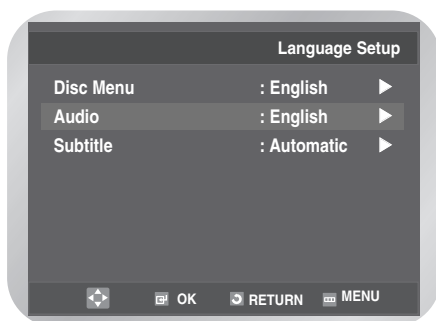 Language Setup
Disc Menu : English ▶
Audio : English ▶
Subtitle : Automatic ▶
OK RETURN MENU